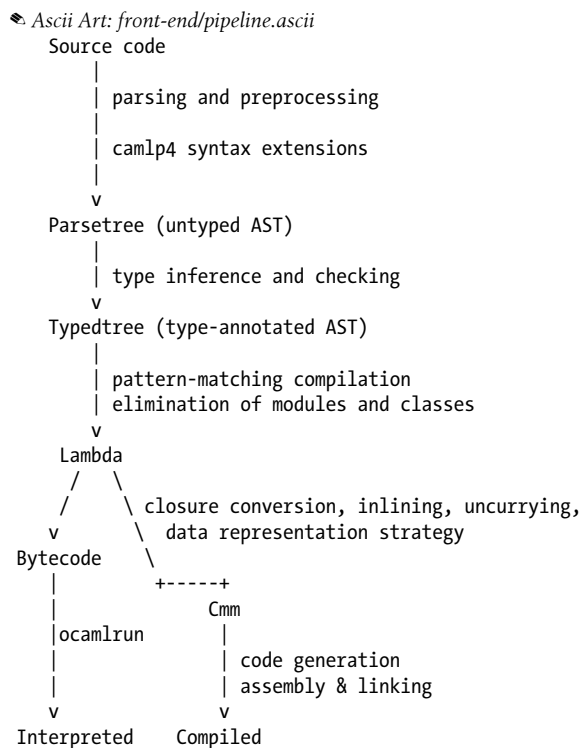 ✎ Ascii Art: front-end/pipeline.ascii
Source code
|
| parsing and preprocessing
|
| camlp4 syntax extensions
|
v
Parsetree (untyped AST)
|
| type inference and checking
v
Typedtree (type-annotated AST)
|
| pattern-matching compilation
| elimination of modules and classes
v
Lambda
/ \
/ \ closure conversion, inlining, uncurrying,
v \ data representation strategy
Bytecode \
| +-----+
| Cmm
|ocamlrun |
| | code generation
| | assembly & linking
v v
Interpreted Compiled